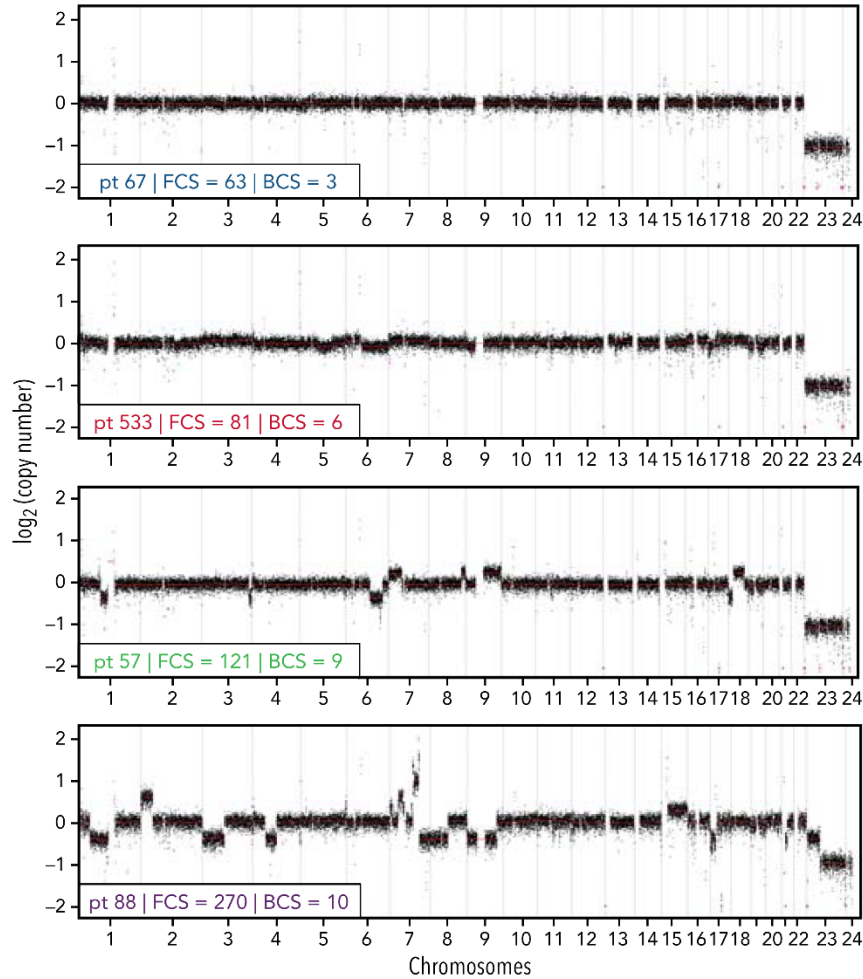 2
1
0
−1
−2
pt 67 | FCS = 63 | BCS = 3
1 2 3 4 5 6 7 8 9 10 11 12 13 14 15 16 17 18 20 22 23 24
2
1
0
−1
−2
pt 533 | FCS = 81 | BCS = 6
1 2 3 4 5 6 7 8 9 10 11 12 13 14 15 16 17 18 20 22 23 24
log2 (copy number)
2
1
0
−1
−2
pt 57 | FCS = 121 | BCS = 9
1 2 3 4 5 6 7 8 9 10 11 12 13 14 15 16 17 18 20 22 23 24
2
1
0
−1
−2
pt 88 | FCS = 270 | BCS = 10
1 2 3 4 5 6 7 8 9 10 11 12 13 14 15 16 17 18 20 22 23 24
Chromosomes